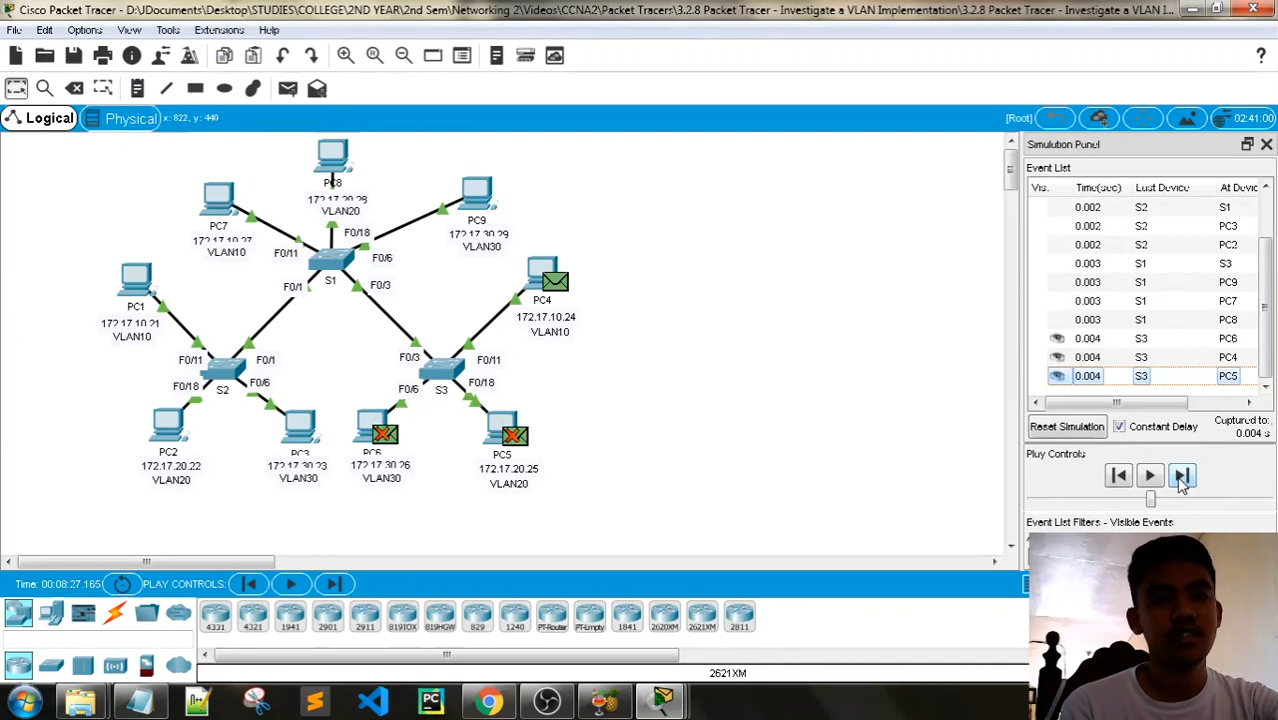 Cisco Packet Tracer - D:\JDocuments\Desktop\STUDIES\COLLEGE\2ND YEAR\2nd Sem\Networking 2\Videos\CCNA2\Packet Tracers\3.2.8 Packet Tracer - Investigate a VLAN Implementation\3.2.8 Packet Tracer - Investigate a VLAN I...
File Edit Options View Tools Extensions Help
Logical Physical x: 822, y: 440 [Root] 02:41:00
Simulation Panel
Event List
Vis. Time(sec) Last Device At Devic
0.002 S2 S1
0.002 S2 PC3
0.002 S2 PC2
0.003 S1 S3
0.003 S1 PC9
0.003 S1 PC7
0.003 S1 PC8
0.004 S3 PC6
0.004 S3 PC4
0.004 S3 PC5
Reset Simulation Constant Delay Captured to:
0.004 s
Play Controls
Event List Filters - Visible Events
PC8
172.17.20.28
VLAN20
PC7
172.17.10.27
VLAN10
PC9
172.17.30.29
VLAN30
F0/18
F0/11
F0/6
S1
F0/1
F0/3
PC1
172.17.10.21
VLAN10
PC4
172.17.10.24
VLAN10
F0/11
F0/1
F0/3
F0/11
F0/18
S2
F0/6
F0/6
S3
F0/18
PC2
172.17.20.22
VLAN20
PC3
172.17.30.23
VLAN30
PC6
172.17.30.26
VLAN30
PC5
172.17.20.25
VLAN20
Time: 00:08:27.165 PLAY CONTROLS:
4331 4321 1941 2901 2911 819IOX 819HGW 829 1240 PT-Router PT-Empty 1841 2620XM 2621XM 2811
2621XM